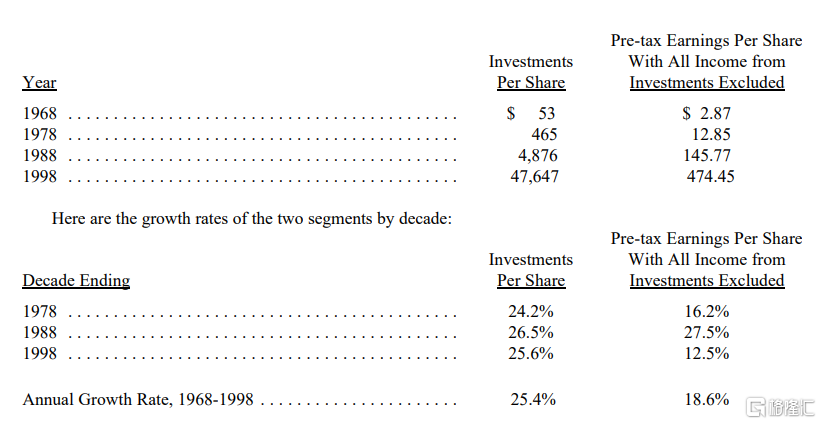 Pre-tax Earnings Per Share
Investments With All Income from
Year Per Share Investments Excluded
1968 ........................................... $ 53 $ 2.87
1978 ........................................... 465 12.85
1988 ........................................... 4,876 145.77
1998 ........................................... 47,647 474.45
Here are the growth rates of the two segments by decade:
Pre-tax Earnings Per Share
Investments With All Income from
Decade Ending Per Share Investments Excluded
1978 ........................................... 24.2% 16.2%
1988 ........................................... 26.5% 27.5%
1998 ........................................... 25.6% 12.5%
Annual Growth Rate, 1968-1998 ...................... 25.4% 18.6%
格隆汇